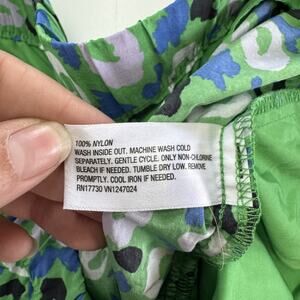 100% NYLON
WASH INSIDE OUT. MACHINE WASH COLD
SEPARATELY. GENTLE CYCLE. ONLY NON-CHLORINE
BLEACH IF NEEDED. TUMBLE DRY LOW. REMOVE
PROMPTLY. COOL IRON IF NEEDED.
RN17730 VN1247024